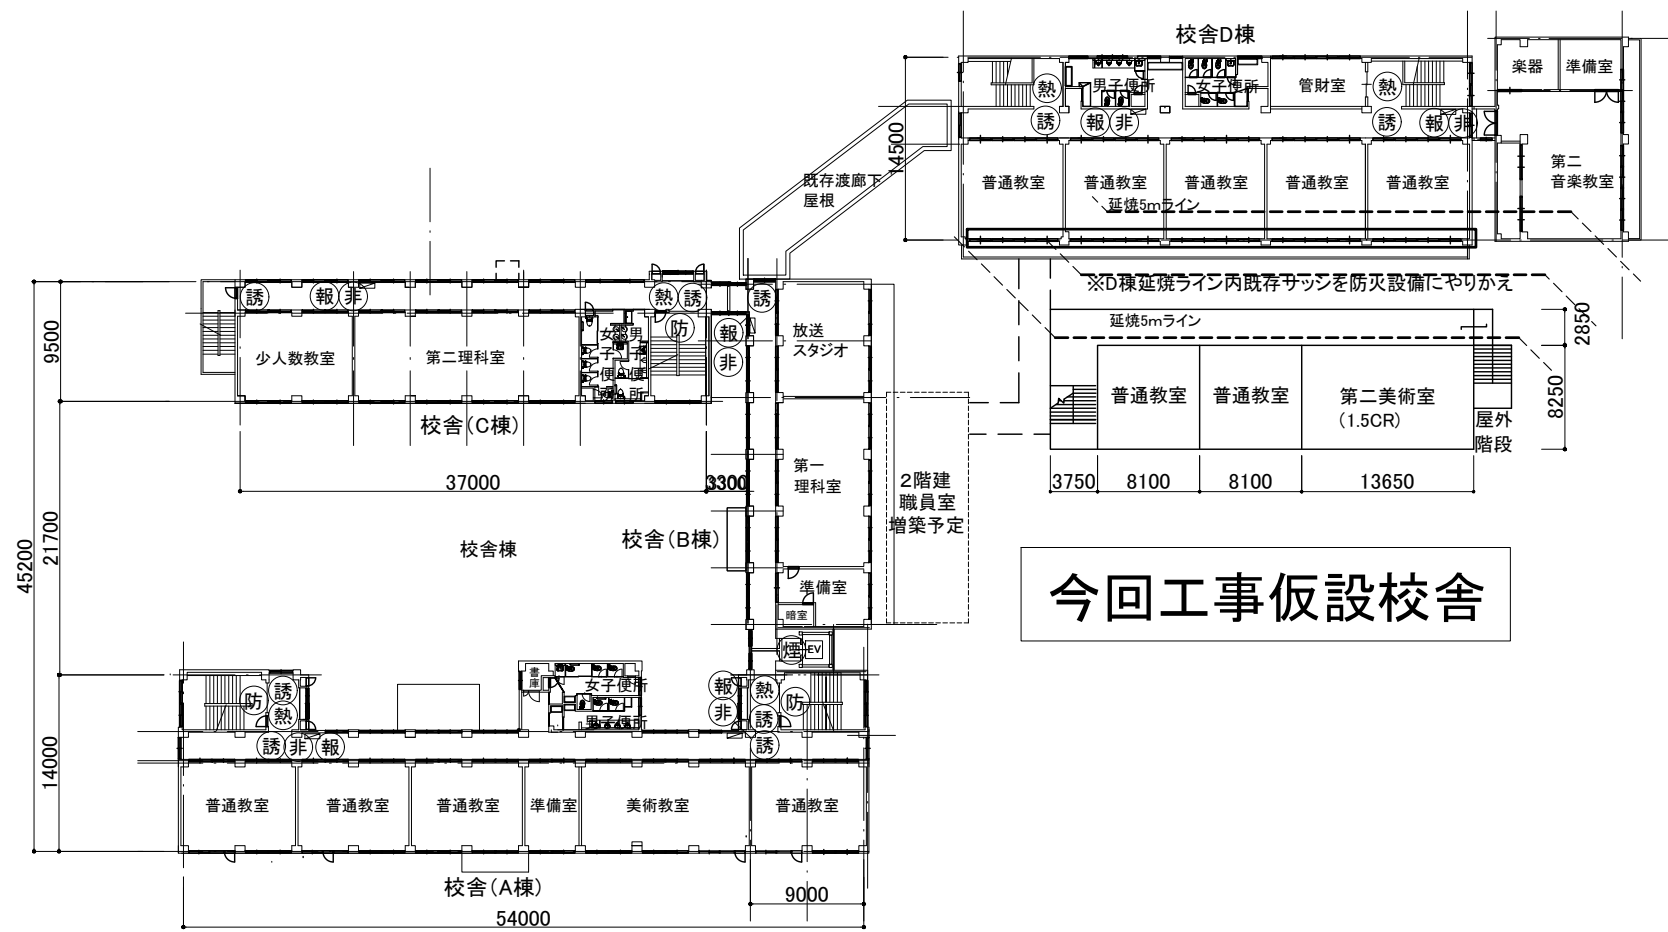 校舎D棟
楽器
準備室
男子便所
女子便所
管財室
熱
熱
誘
報
非
誘
報
非
14500
普通教室
普通教室
普通教室
普通教室
普通教室
第二
音楽教室
既存渡廊下
屋根
延焼5mライン
※D棟延焼ライン内既存サッシを防火設備にやりかえ
延焼5mライン
2850
8250
普通教室
普通教室
第二美術室
(1.5CR)
屋外
階段
3750
8100
8100
13650
誘
報
非
熱
誘
防
誘
報
非
9500
少人数教室
第二理科室
女子便所
男子便所
放送
スタジオ
校舎(C棟)
37000
3300
第一
理科室
2階建
職員室
増築予定
校舎(B棟)
校舎棟
21700
45200
準備室
暗室
煙
EV
今回工事仮設校舎
防
誘
熱
誘
非
報
書庫
女子便所
男子便所
報
非
熱
誘
誘
防
14000
普通教室
普通教室
普通教室
準備室
美術教室
普通教室
校舎(A棟)
9000
54000